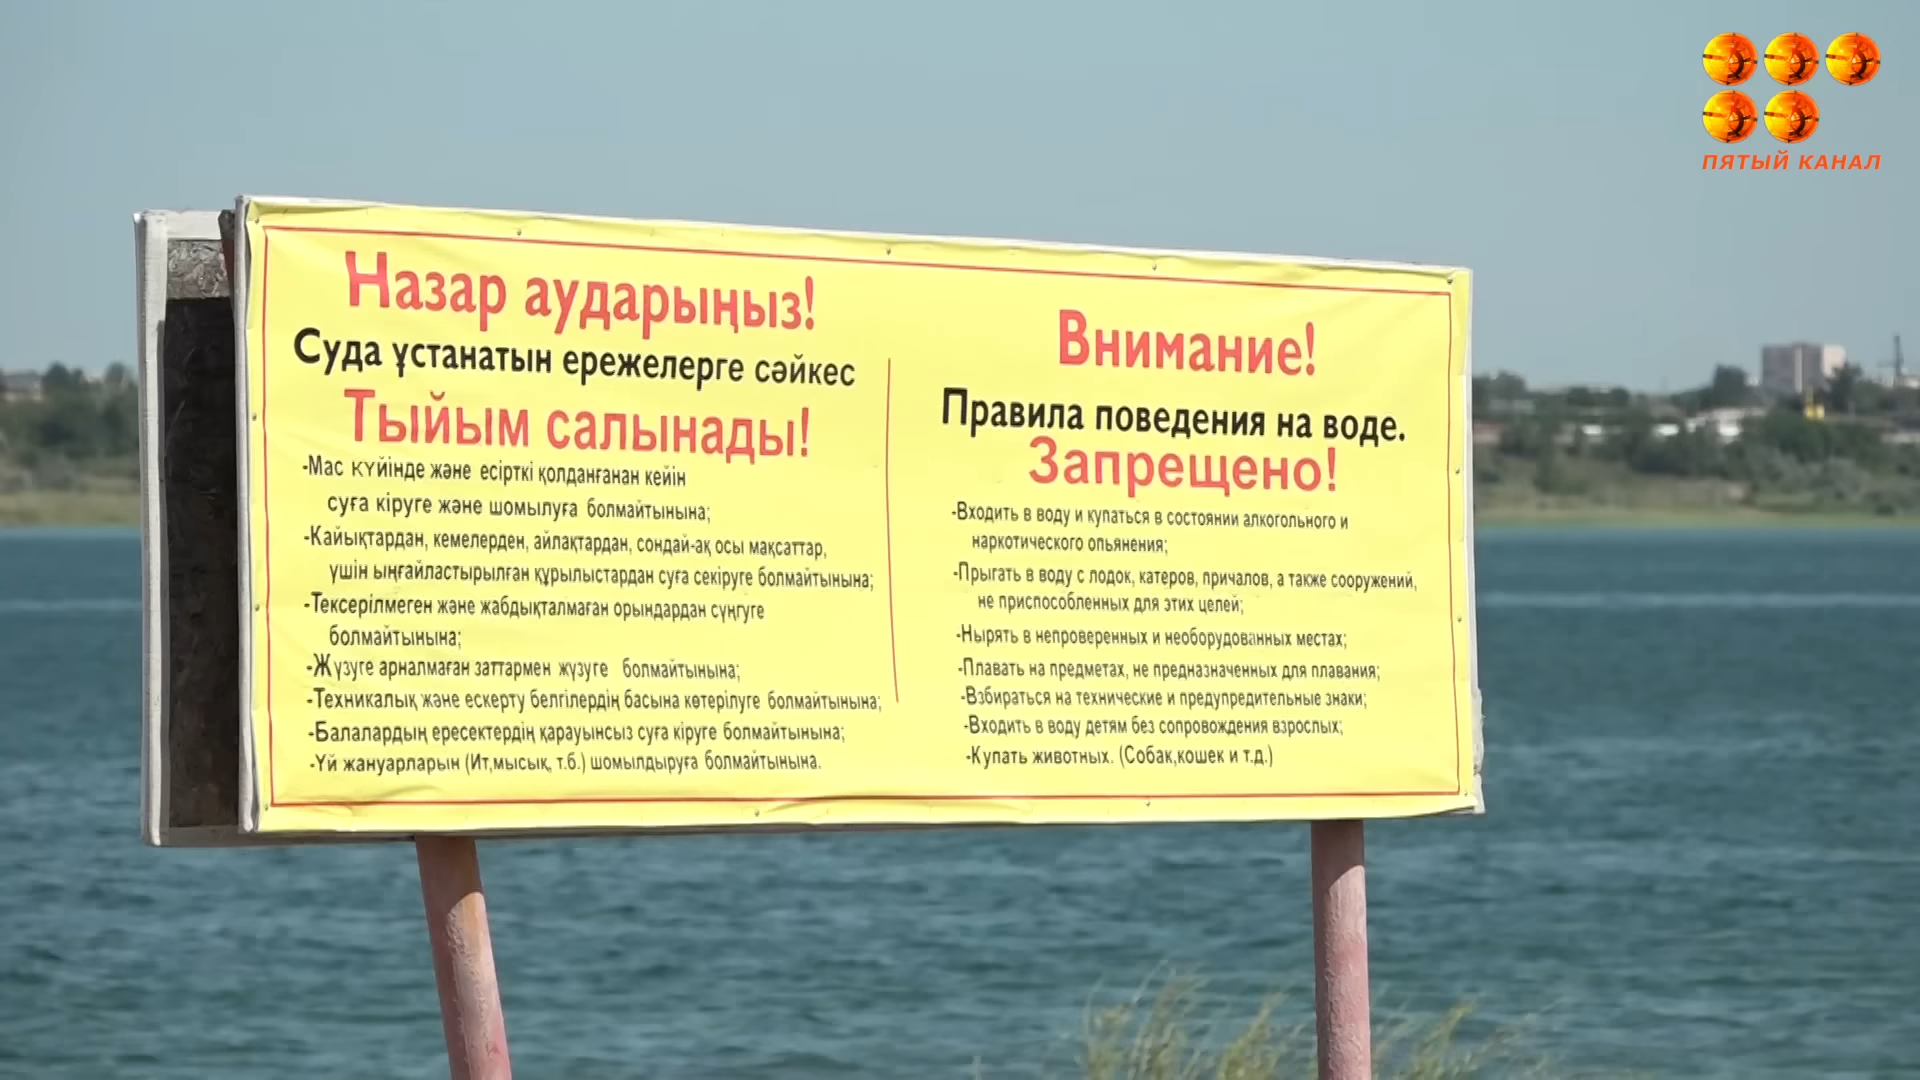 Назар аударыңыз!
Суда ұстанатын ережелерге сәйкес
Тыйым салынады!
-Мас күйінде және есірткі қолданғанан кейін
суға кіруге және шомылуға болмайтынына;
-Кайықтардан, кемелерден, айлақтардан, сондай-ақ осы мақсаттар,
үшін ыңғайластырылған құрылыстардан суға секіруге болмайтынына;
-Тексерілмеген және жабдықталмаған орындардан сүңгуге
болмайтынына;
-Жүзуге арналмаған заттармен жүзуге болмайтынына;
-Техникалық және ескерту белгілердің басына көтерілуге болмайтынына;
-Балалардың ересектердің қарауынсыз суға кіруге болмайтынына;
-Үй жануарларын (Ит,мысық, т.б.) шомылдыруға болмайтынына.
Внимание!
Правила поведения на воде.
Запрещено!
-Входить в воду и купаться в состоянии алкогольного и
наркотического опьянения;
-Прыгать в воду с лодок, катеров, причалов, а также сооружений,
не приспособленных для этих целей;
-Нырять в непроверенных и необорудованных местах;
-Плавать на предметах, не предназначенных для плавания;
-Взбираться на технические и предупредительные знаки;
-Входить в воду детям без сопровождения взрослых;
-Купать животных. (Собак,кошек и т.д.)
ПЯТЫЙ КАНАЛ